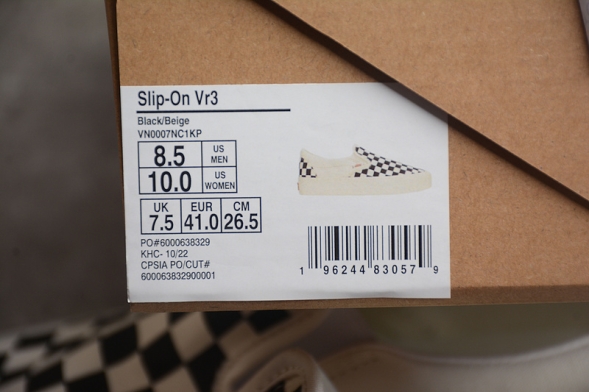 Slip-On Vr3
Black/Beige
VN0007NC1KP
8.5 US MEN
10.0 US WOMEN
UK EUR CM
7.5 41.0 26.5
PO#6000638329
KHC- 10/22
CPSIA PO/CUT#
600063832900001
1 96244 83057 9